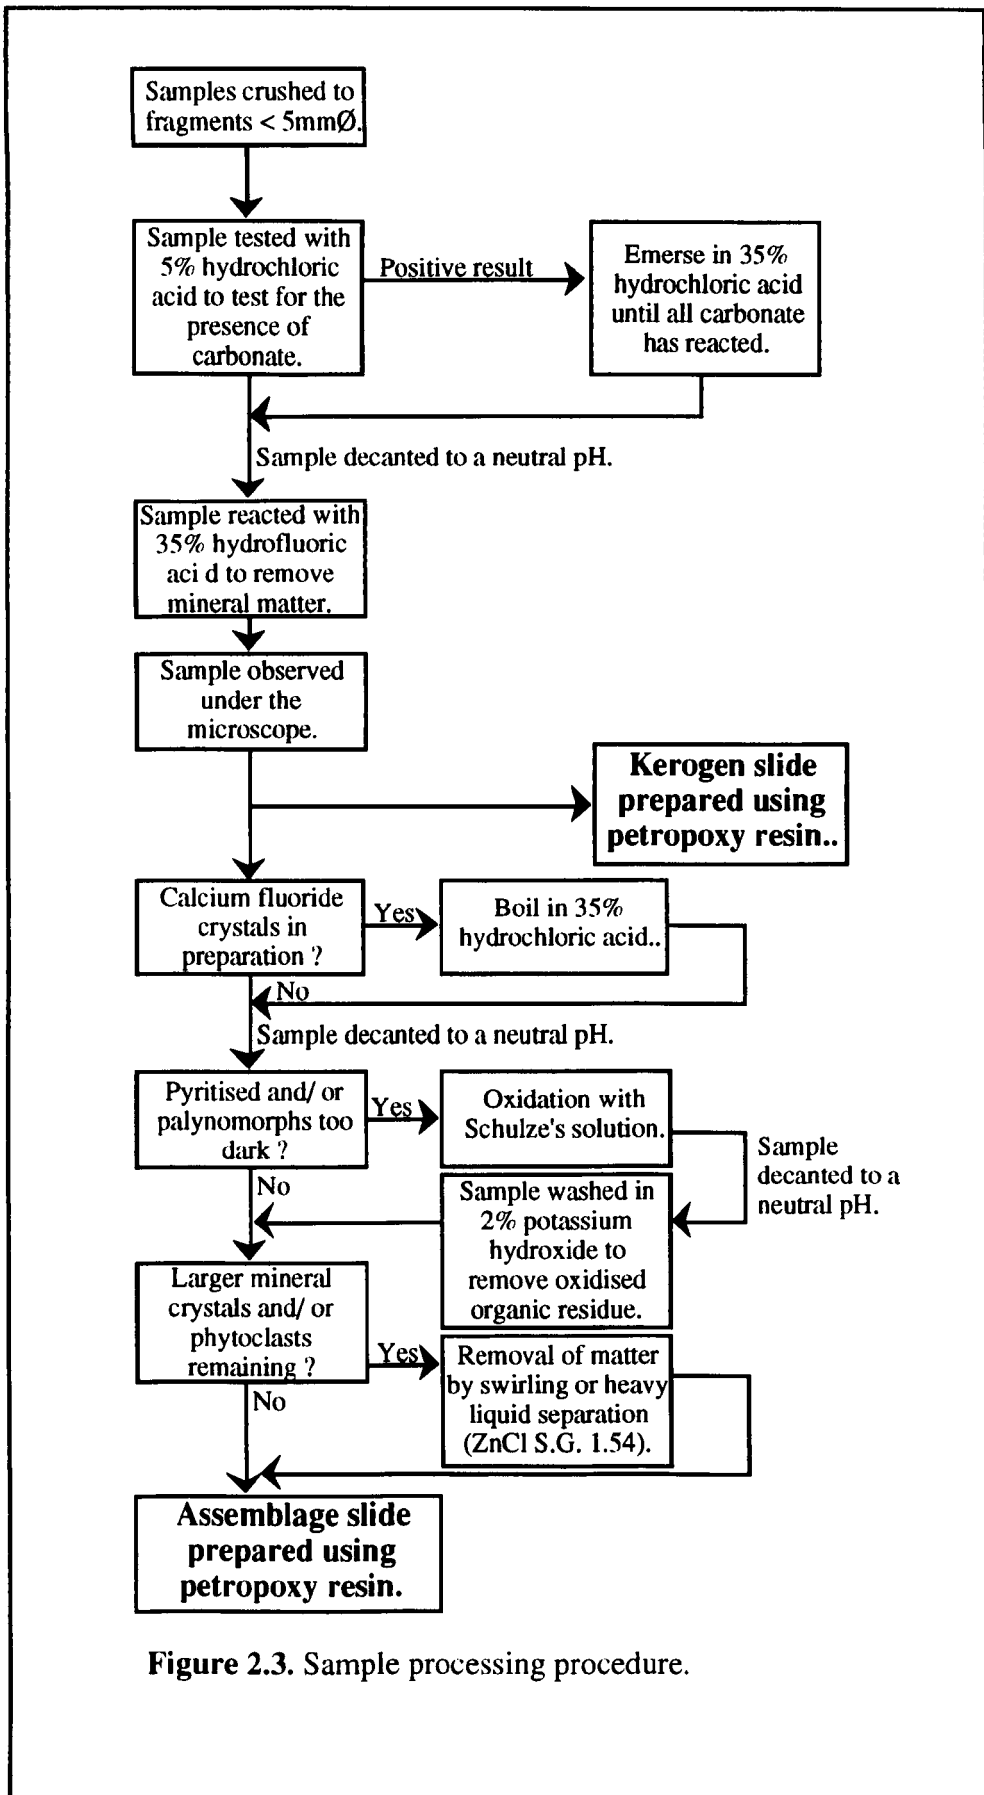 Samples crushed to
fragments < 5mmØ.
Sample tested with
5% hydrochloric
acid to test for the
presence of
carbonate.
Positive result
Emerse in 35%
hydrochloric acid
until all carbonate
has reacted.
Sample decanted to a neutral pH.
Sample reacted with
35% hydrofluoric
aci d to remove
mineral matter.
Sample observed
under the
microscope.
Kerogen slide
prepared using
petropoxy resin..
Calcium fluoride
crystals in
preparation ?
Yes
Boil in 35%
hydrochloric acid..
No
Sample decanted to a neutral pH.
Pyritised and/ or
palynomorphs too
dark ?
Yes
Oxidation with
Schulze's solution.
Sample
decanted to a
neutral pH.
No
Sample washed in
2% potassium
hydroxide to
remove oxidised
organic residue.
Larger mineral
crystals and/ or
phytoclasts
remaining ?
Yes
Removal of matter
by swirling or heavy
liquid separation
(ZnCl S.G. 1.54).
No
Assemblage slide
prepared using
petropoxy resin.
Figure 2.3. Sample processing procedure.